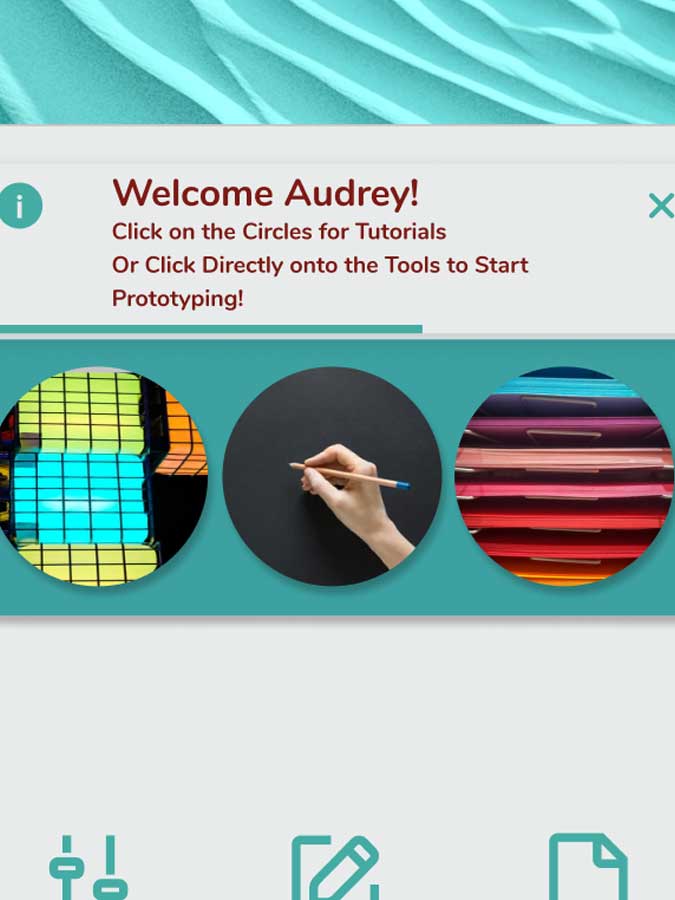 Welcome Audrey!
Click on the Circles for Tutorials
Or Click Directly onto the Tools to Start
Prototyping!